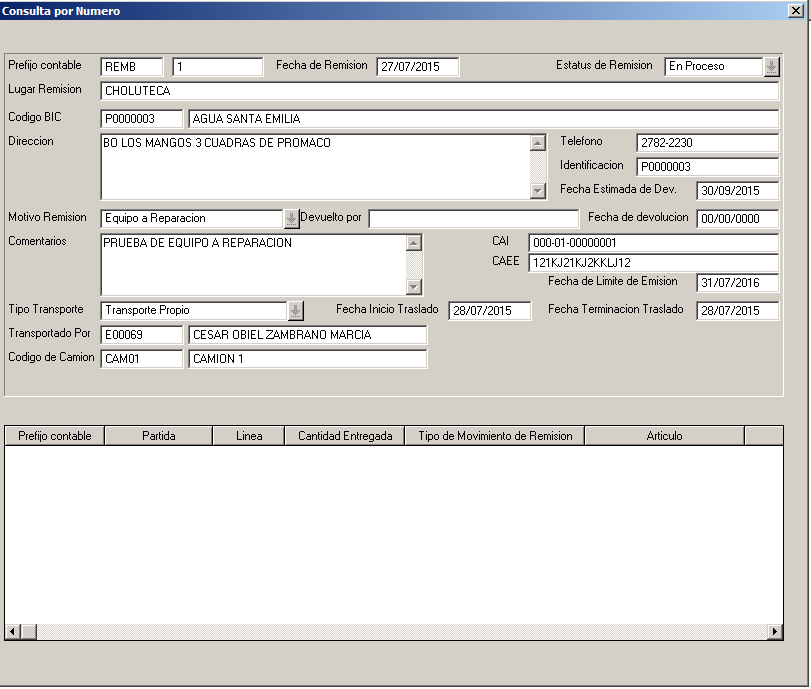 Consulta por Numero
Prefijo contable REMB 1 Fecha de Remision 27/07/2015 Estatus de Remision En Proceso
Lugar Remision CHOLUTECA
Codigo BIC P0000003 AGUA SANTA EMILIA
Direccion BO LOS MANGOS 3 CUADRAS DE PROMACO Telefono 2782-2230
Identificacion P0000003
Fecha Estimada de Dev. 30/09/2015
Motivo Remision Equipo a Reparacion Devuelto por Fecha de devolucion 00/00/0000
Comentarios PRUEBA DE EQUIPO A REPARACION CAI 000-01-00000001
CAEE 121KJ21KJ2KKLJ12
Fecha de Limite de Emision 31/07/2016
Tipo Transporte Transporte Propio Fecha Inicio Traslado 28/07/2015 Fecha Terminacion Traslado 28/07/2015
Transportado Por E00069 CESAR OBIEL ZAMBRANO MARCIA
Codigo de Camion CAM01 CAMION 1
Prefijo contable Partida Linea Cantidad Entregada Tipo de Movimiento de Remision Articulo